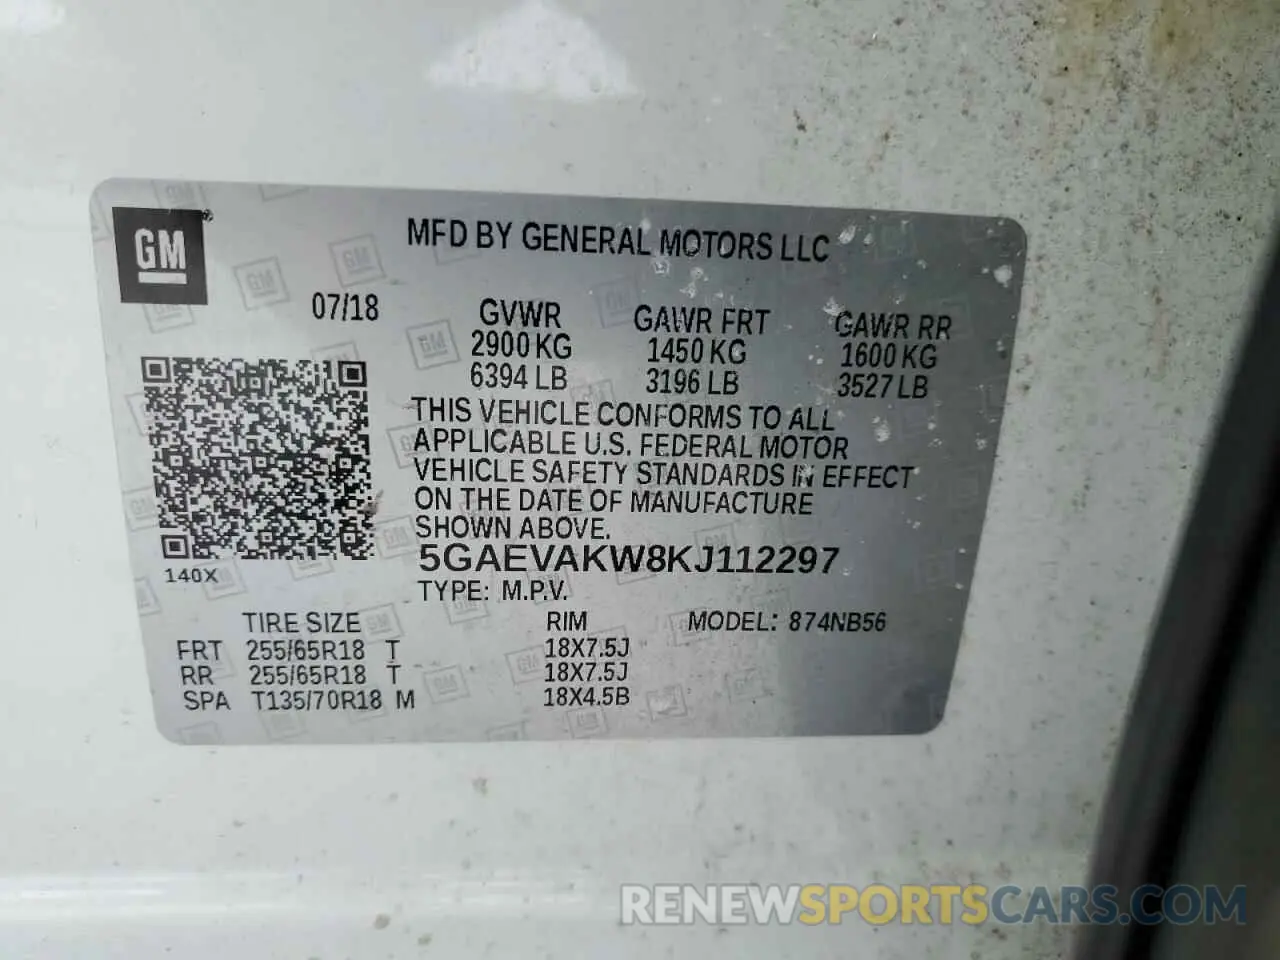 GM
MFD BY GENERAL MOTORS LLC
07/18 GVWR GAWR FRT GAWR RR
2900 KG 1450 KG 1600 KG
6394 LB 3196 LB 3527 LB
THIS VEHICLE CONFORMS TO ALL
APPLICABLE U.S. FEDERAL MOTOR
VEHICLE SAFETY STANDARDS IN EFFECT
ON THE DATE OF MANUFACTURE
SHOWN ABOVE.
5GAEVAKW8KJ112297
140X
TYPE: M.P.V.
TIRE SIZE RIM MODEL: 874NB56
FRT 255/65R18 T 18X7.5J
RR 255/65R18 T 18X7.5J
SPA T135/70R18 M 18X4.5B
RENEWSPORTSCARS.COM